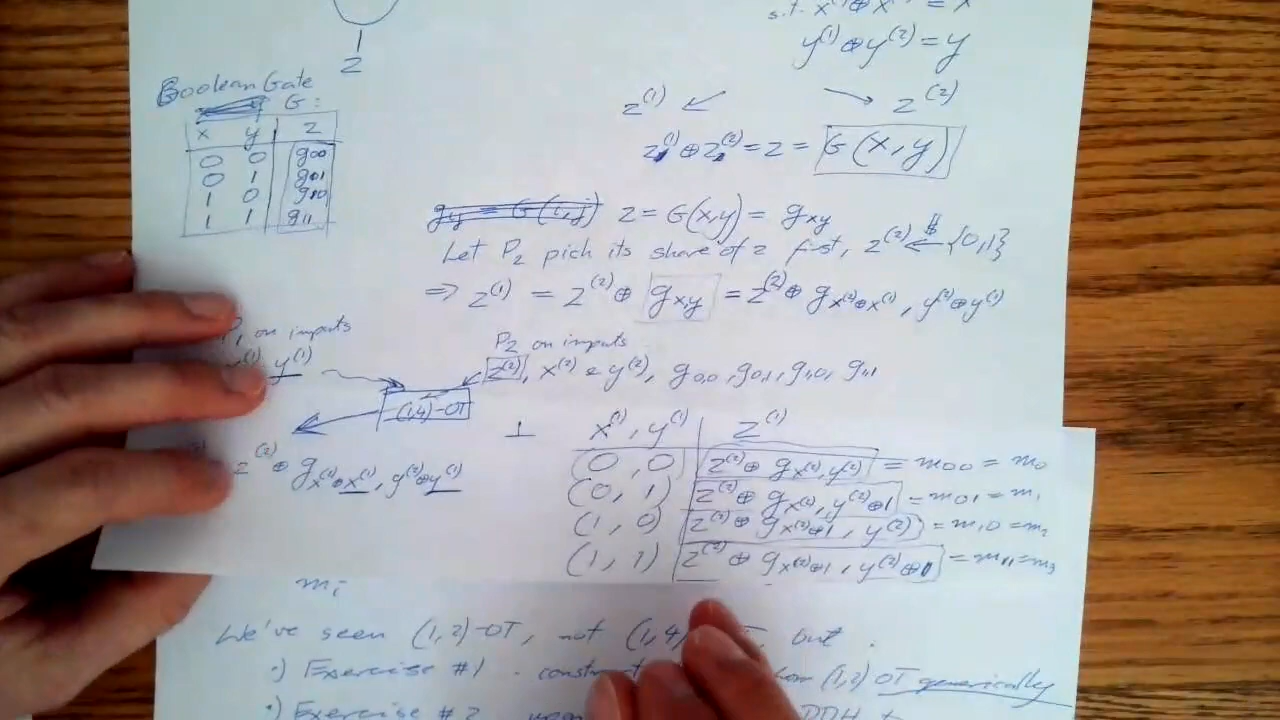 s.t. x⁽¹⁾⊕x⁽²⁾ = x
y⁽¹⁾⊕y⁽²⁾ = y
z
Boolean Gate
G:
x y | z
0 0 | g00
0 1 | g01
1 0 | g10
1 1 | g11
z⁽¹⁾ ↙ ↘ z⁽²⁾
z⁽¹⁾ ⊕ z⁽²⁾ = z = G(x,y)
z = G(x,y) = gxy
Let P₂ pick its share of z first, z⁽²⁾ ←$ {0,1}
⇒ z⁽¹⁾ = z⁽²⁾ ⊕ gx,y = z⁽²⁾ ⊕ gx⁽²⁾⊕x⁽¹⁾, y⁽²⁾⊕y⁽¹⁾
P₁ on inputs
y⁽¹⁾
P₂ on inputs
z⁽²⁾, x⁽²⁾ & y⁽²⁾, g0,0, g0,1, g1,0, g1,1
(1,4)-OT
z⁽²⁾ ⊕ gx⁽²⁾⊕x⁽¹⁾, y⁽²⁾⊕y⁽¹⁾
⊥
x⁽¹⁾, y⁽¹⁾ | z⁽¹⁾
(0, 0) | z⁽²⁾ ⊕ gx⁽²⁾, y⁽²⁾ = m00 = m0
(0, 1) | z⁽²⁾ ⊕ gx⁽²⁾, y⁽²⁾⊕1 = m01 = m1
(1, 0) | z⁽²⁾ ⊕ gx⁽²⁾⊕1, y⁽²⁾ = m10 = m2
(1, 1) | z⁽²⁾ ⊕ gx⁽²⁾⊕1, y⁽²⁾⊕1 = m11 = m3
mi
We've seen (1,2)-OT, not (1,4) but
·) Exercise #1 · construct (1,2) OT generically
·) Exercise #2 DDH